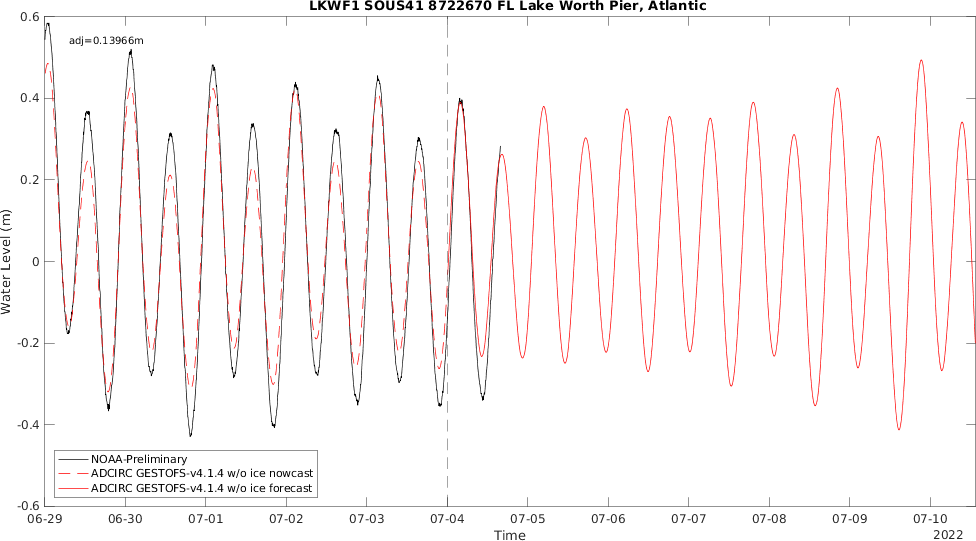 LKWF1 SOUS41 8722670 FL Lake Worth Pier, Atlantic
0.6
adj=0.13966m
0.4
0.2
0
-0.2
-0.4
-0.6
Water Level (m)
NOAA-Preliminary
ADCIRC GESTOFS-v4.1.4 w/o ice nowcast
ADCIRC GESTOFS-v4.1.4 w/o ice forecast
06-29 06-30 07-01 07-02 07-03 07-04 07-05 07-06 07-07 07-08 07-09 07-10
Time
2022